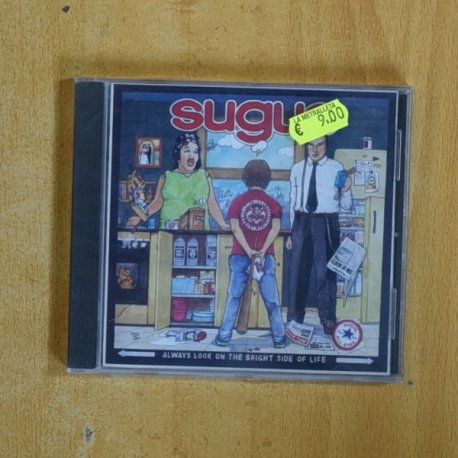 sugu
LA METRALLETA
€ 9,00
ALWAYS LOOK ON THE BRIGHT SIDE OF LIFE